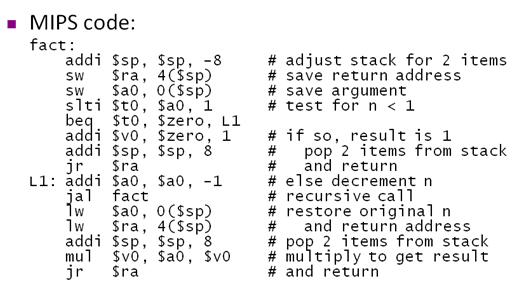 MIPS code:
fact:
addi $sp, $sp, -8 # adjust stack for 2 items
sw $ra, 4($sp) # save return address
sw $a0, 0($sp) # save argument
slti $t0, $a0, 1 # test for n < 1
beq $t0, $zero, L1
addi $v0, $zero, 1 # if so, result is 1
addi $sp, $sp, 8 # pop 2 items from stack
jr $ra # and return
L1: addi $a0, $a0, -1 # else decrement n
jal fact # recursive call
lw $a0, 0($sp) # restore original n
lw $ra, 4($sp) # and return address
addi $sp, $sp, 8 # pop 2 items from stack
mul $v0, $a0, $v0 # multiply to get result
jr $ra # and return